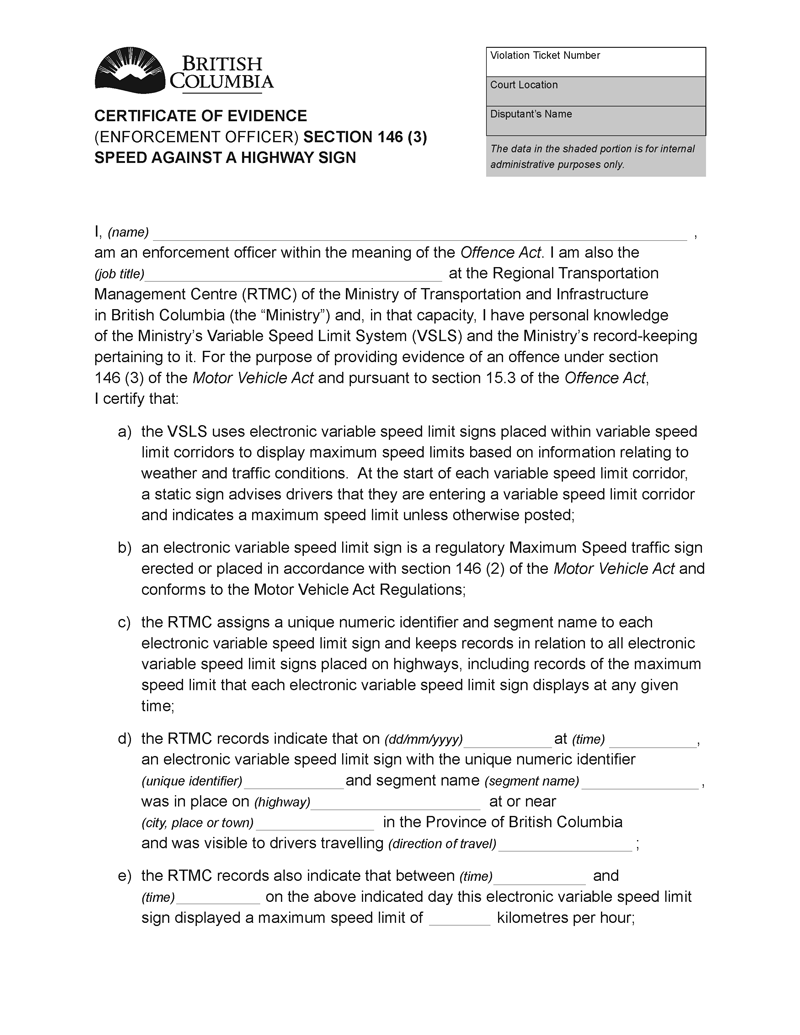 BRITISH
COLUMBIA
CERTIFICATE OF EVIDENCE
(ENFORCEMENT OFFICER) SECTION 146 (3)
SPEED AGAINST A HIGHWAY SIGN
Violation Ticket Number
Court Location
Disputant's Name
The data in the shaded portion is for internal
administrative purposes only.
I, (name) ,
am an enforcement officer within the meaning of the Offence Act. I am also the
(job title) at the Regional Transportation
Management Centre (RTMC) of the Ministry of Transportation and Infrastructure
in British Columbia (the “Ministry”) and, in that capacity, I have personal knowledge
of the Ministry’s Variable Speed Limit System (VSLS) and the Ministry’s record-keeping
pertaining to it. For the purpose of providing evidence of an offence under section
146 (3) of the Motor Vehicle Act and pursuant to section 15.3 of the Offence Act,
I certify that:
a) the VSLS uses electronic variable speed limit signs placed within variable speed
limit corridors to display maximum speed limits based on information relating to
weather and traffic conditions. At the start of each variable speed limit corridor,
a static sign advises drivers that they are entering a variable speed limit corridor
and indicates a maximum speed limit unless otherwise posted;
b) an electronic variable speed limit sign is a regulatory Maximum Speed traffic sign
erected or placed in accordance with section 146 (2) of the Motor Vehicle Act and
conforms to the Motor Vehicle Act Regulations;
c) the RTMC assigns a unique numeric identifier and segment name to each
electronic variable speed limit sign and keeps records in relation to all electronic
variable speed limit signs placed on highways, including records of the maximum
speed limit that each electronic variable speed limit sign displays at any given
time;
d) the RTMC records indicate that on (dd/mm/yyyy) at (time) ,
an electronic variable speed limit sign with the unique numeric identifier
(unique identifier) and segment name (segment name) ,
was in place on (highway) at or near
(city, place or town) in the Province of British Columbia
and was visible to drivers travelling (direction of travel) ;
e) the RTMC records also indicate that between (time) and
(time) on the above indicated day this electronic variable speed limit
sign displayed a maximum speed limit of kilometres per hour;